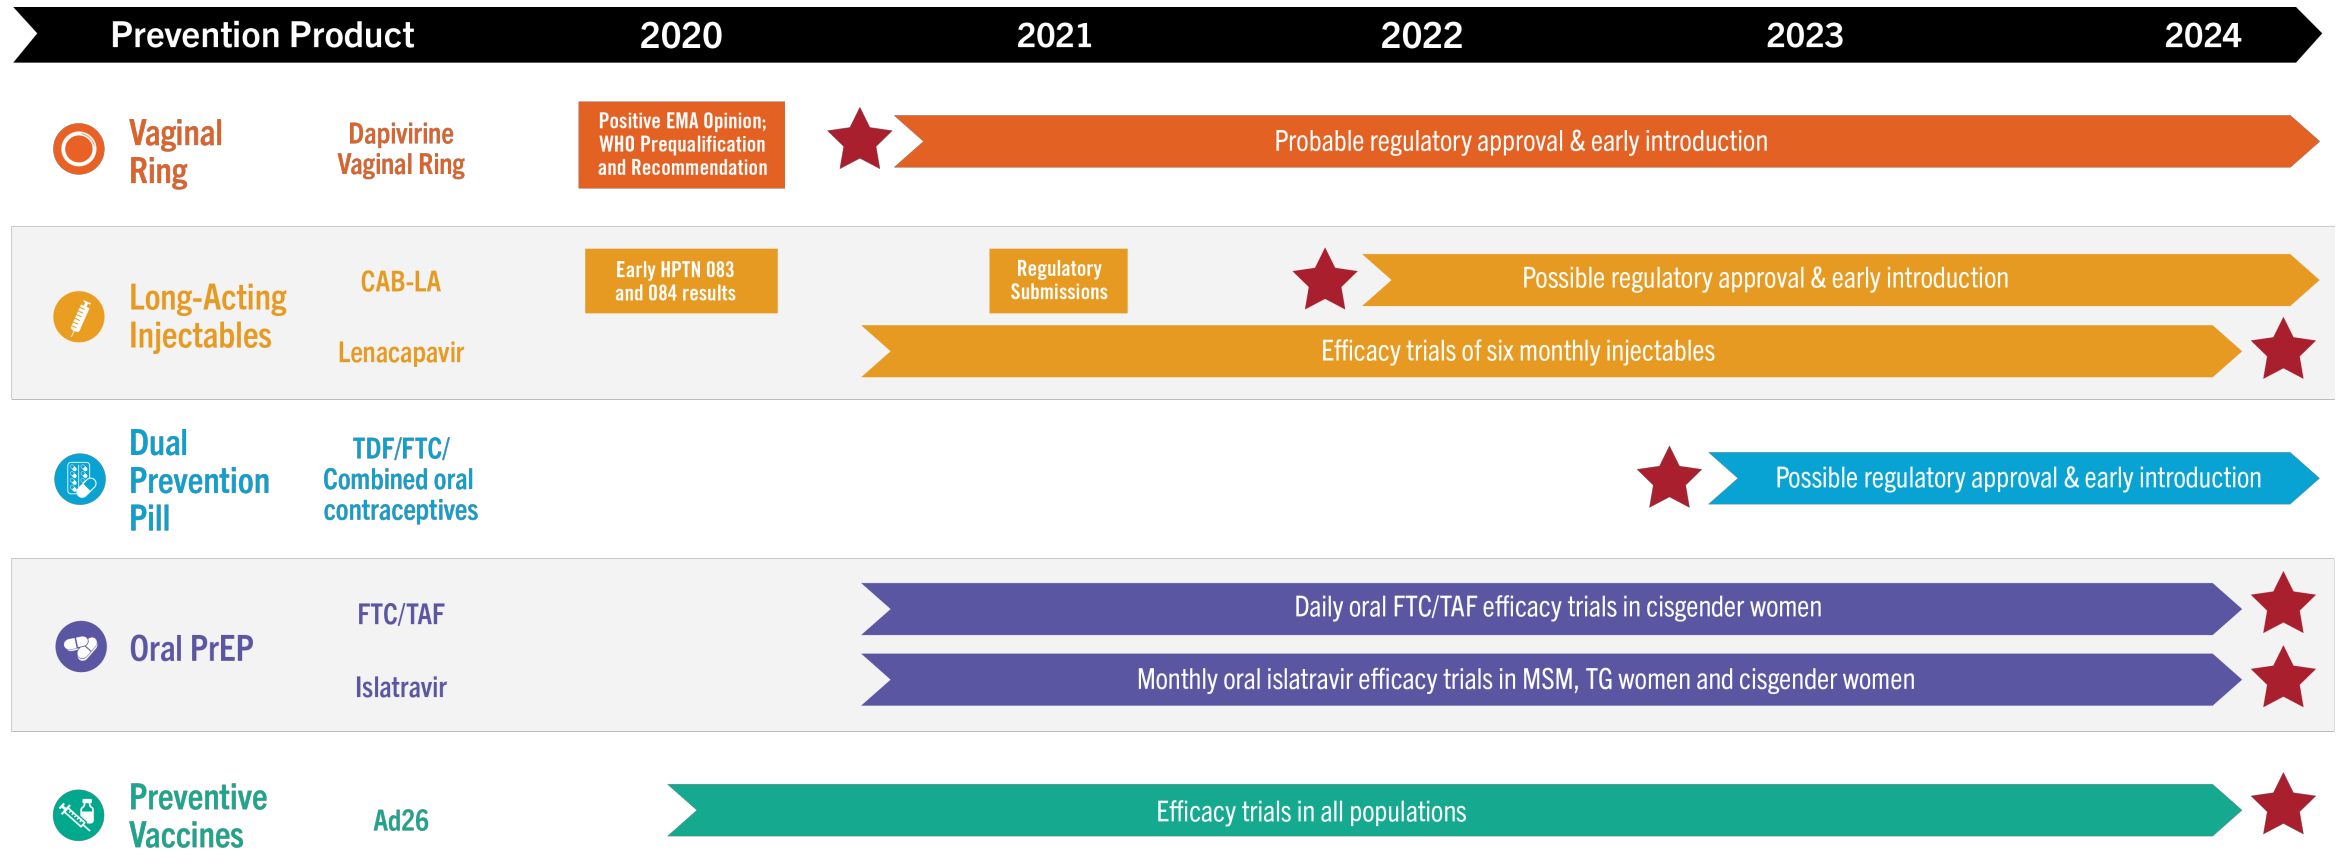 Prevention Product 2020 2021 2022 2023 2024
Vaginal
Ring
Dapivirine
Vaginal Ring
Positive EMA Opinion;
WHO Prequalification
and Recommendation
Probable regulatory approval & early introduction
Long-Acting
Injectables
CAB-LA
Early HPTN 083
and 084 results
Regulatory
Submissions
Possible regulatory approval & early introduction
Lenacapavir
Efficacy trials of six monthly injectables
Dual
Prevention
Pill
TDF/FTC/
Combined oral
contraceptives
Possible regulatory approval & early introduction
Oral PrEP
FTC/TAF
Daily oral FTC/TAF efficacy trials in cisgender women
Islatravir
Monthly oral islatravir efficacy trials in MSM, TG women and cisgender women
Preventive
Vaccines
Ad26
Efficacy trials in all populations